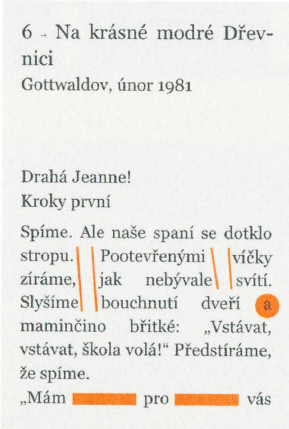 6 - Na krásné modré Dřev-
nici
Gottwaldov, únor 1981
Drahá Jeanne!
Kroky první
Spíme. Ale naše spaní se dotklo
stropu. Pootevřenými víčky
zíráme, jak nebývale svítí.
Slyšíme bouchnutí dveří a
maminčino břitké: „Vstávat,
vstávat, škola volá!“ Předstíráme,
že spíme.
„Mám pro vás